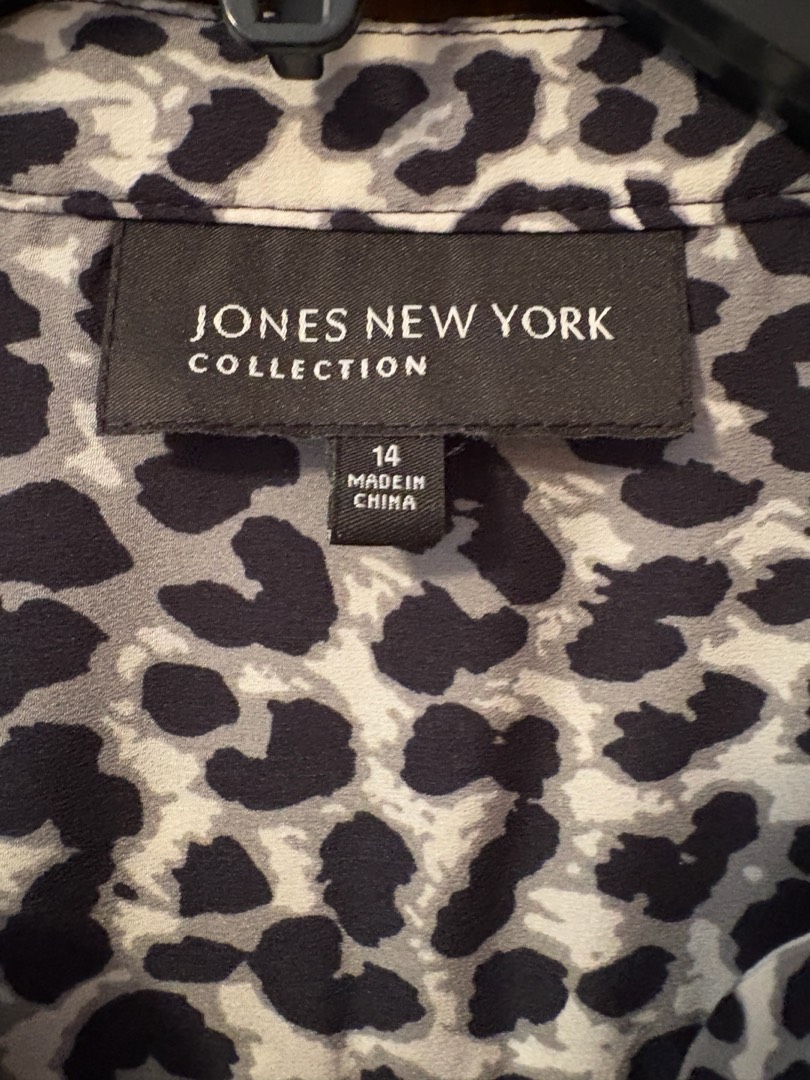 JONES NEW YORK
COLLECTION
14
MADE IN
CHINA